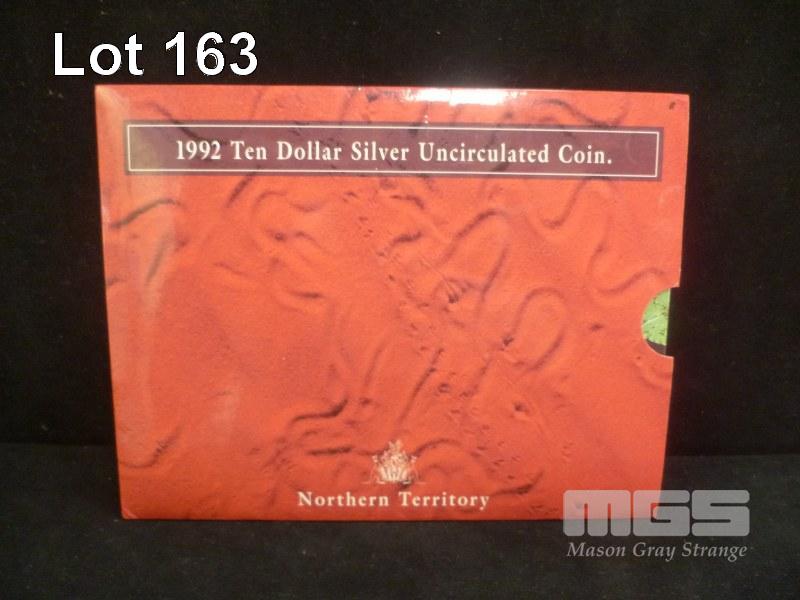 Lot 163
1992 Ten Dollar Silver Uncirculated Coin.
Northern Territory
MGS
Mason Gray Strange